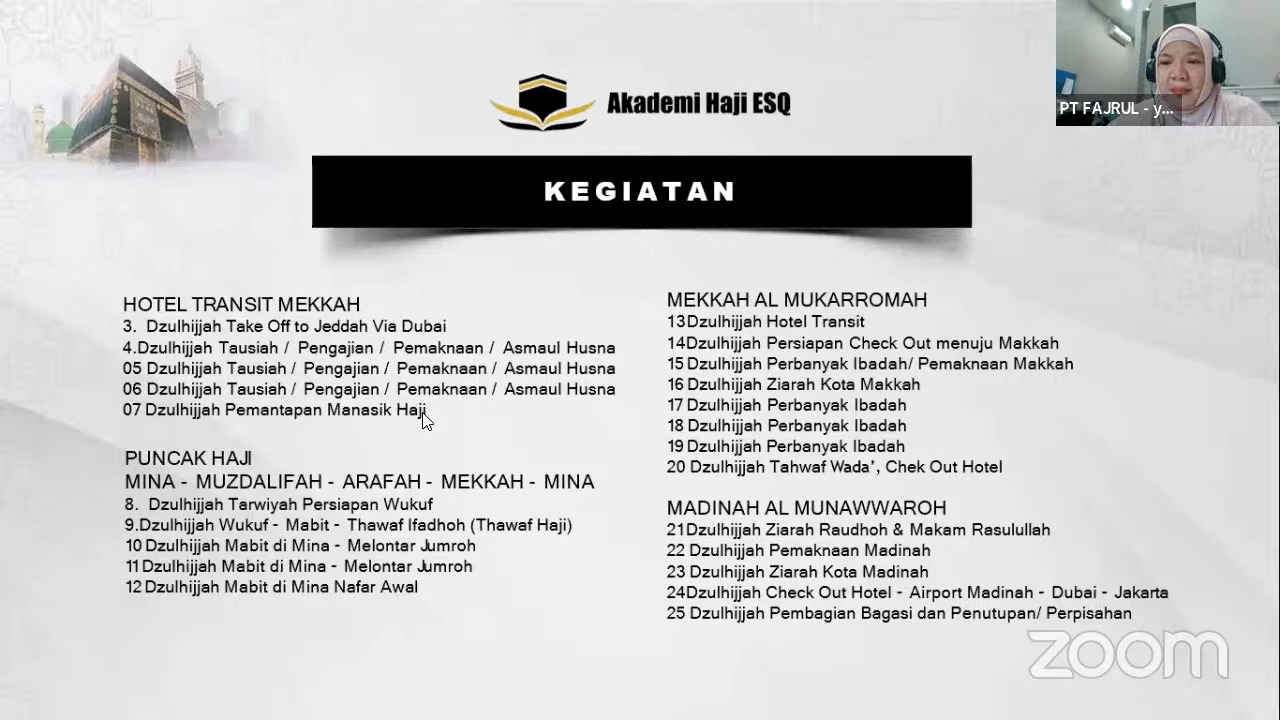 Akademi Haji ESQ
PT FAJRUL - y...
KEGIATAN
HOTEL TRANSIT MEKKAH
3. Dzulhijjah Take Off to Jeddah Via Dubai
4.Dzulhijjah Tausiah / Pengajian / Pemaknaan / Asmaul Husna
05 Dzulhijjah Tausiah / Pengajian / Pemaknaan / Asmaul Husna
06 Dzulhijjah Tausiah / Pengajian / Pemaknaan / Asmaul Husna
07 Dzulhijjah Pemantapan Manasik Haji
PUNCAK HAJI
MINA - MUZDALIFAH - ARAFAH - MEKKAH - MINA
8. Dzulhijjah Tarwiyah Persiapan Wukuf
9.Dzulhijjah Wukuf - Mabit - Thawaf Ifadhoh (Thawaf Haji)
10 Dzulhijjah Mabit di Mina - Melontar Jumroh
11 Dzulhijjah Mabit di Mina - Melontar Jumroh
12 Dzulhijjah Mabit di Mina Nafar Awal
MEKKAH AL MUKARROMAH
13Dzulhijjah Hotel Transit
14Dzulhijjah Persiapan Check Out menuju Makkah
15 Dzulhijjah Perbanyak Ibadah/ Pemaknaan Makkah
16 Dzulhijjah Ziarah Kota Makkah
17 Dzulhijjah Perbanyak Ibadah
18 Dzulhijjah Perbanyak Ibadah
19 Dzulhijjah Perbanyak Ibadah
20 Dzulhijjah Tahwaf Wada', Chek Out Hotel
MADINAH AL MUNAWWAROH
21Dzulhijjah Ziarah Raudhoh & Makam Rasulullah
22 Dzulhijjah Pemaknaan Madinah
23 Dzulhijjah Ziarah Kota Madinah
24Dzulhijjah Check Out Hotel - Airport Madinah - Dubai - Jakarta
25 Dzulhijjah Pembagian Bagasi dan Penutupan/ Perpisahan
zoom